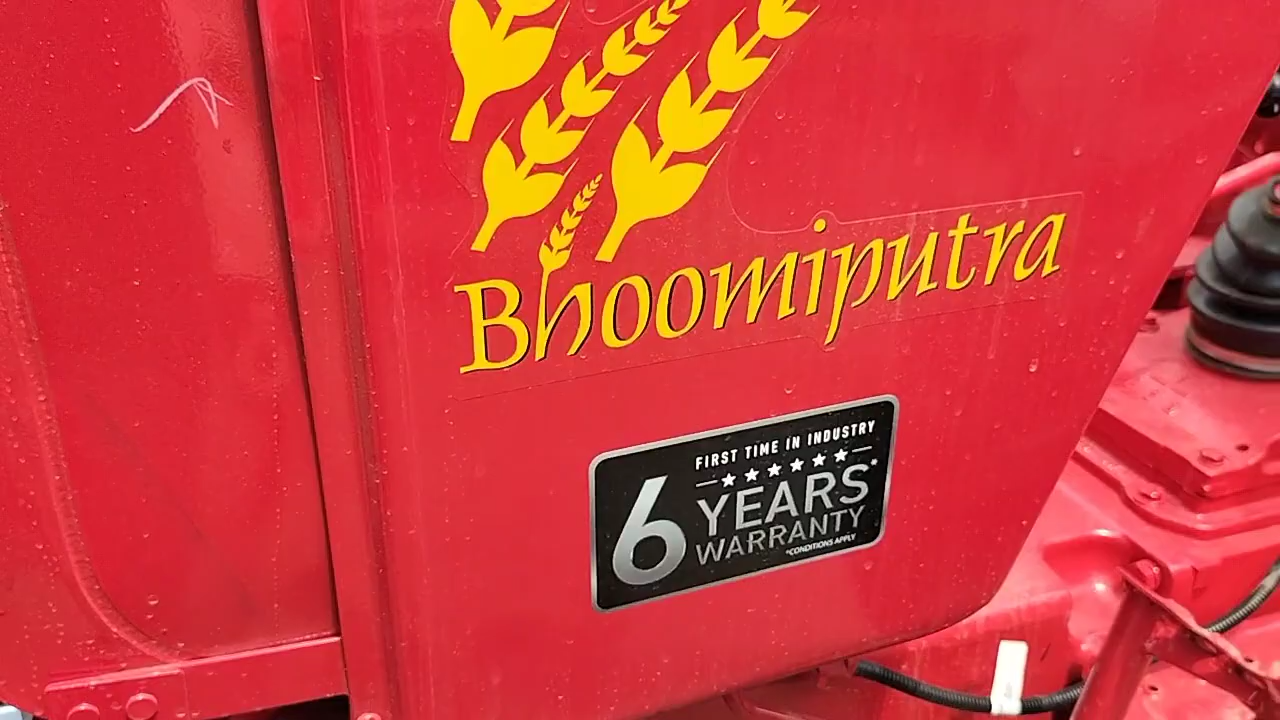 Bhoomiputra
FIRST TIME IN INDUSTRY
6 YEARS*
WARRANTY
*CONDITIONS APPLY